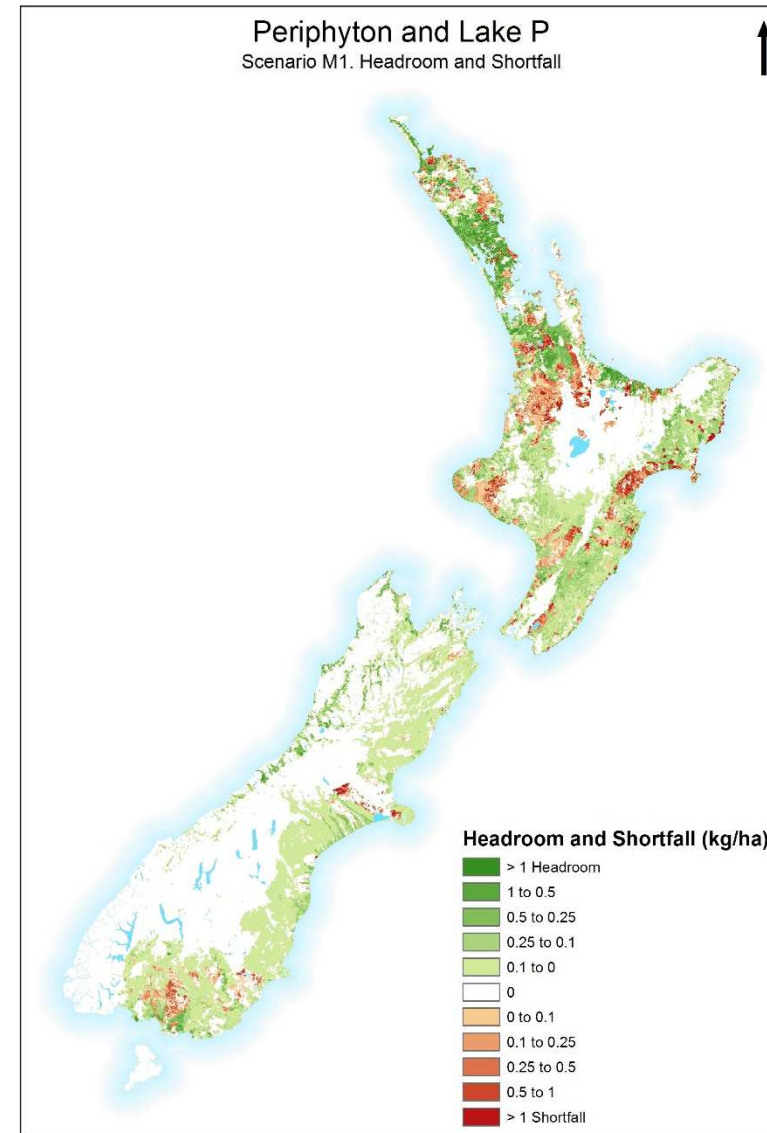 Periphyton and Lake P
Scenario M1. Headroom and Shortfall
Headroom and Shortfall (kg/ha)
> 1 Headroom
1 to 0.5
0.5 to 0.25
0.25 to 0.1
0.1 to 0
0
0 to 0.1
0.1 to 0.25
0.25 to 0.5
0.5 to 1
> 1 Shortfall